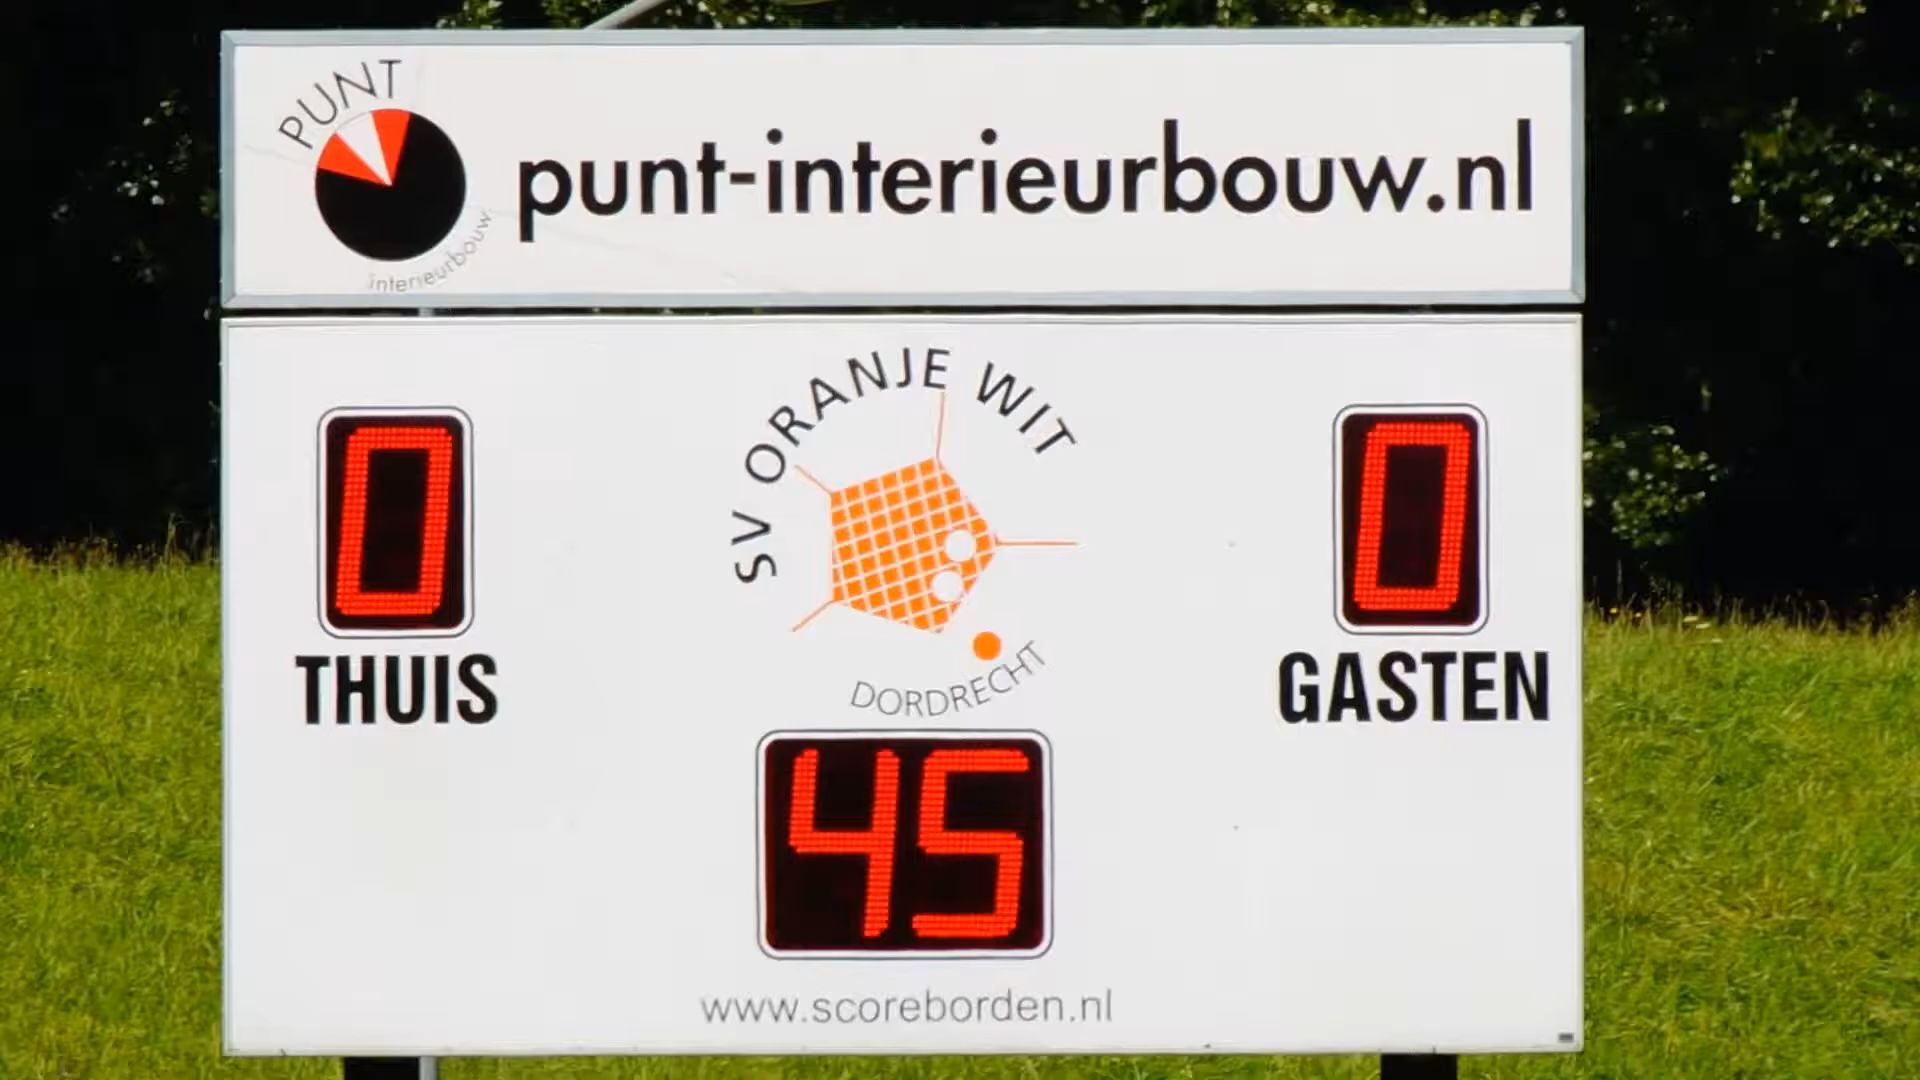 PUNT
interieurbouw
punt-interieurbouw.nl
SV ORANJE WIT
DORDRECHT
0
0
THUIS
GASTEN
45
www.scoreborden.nl